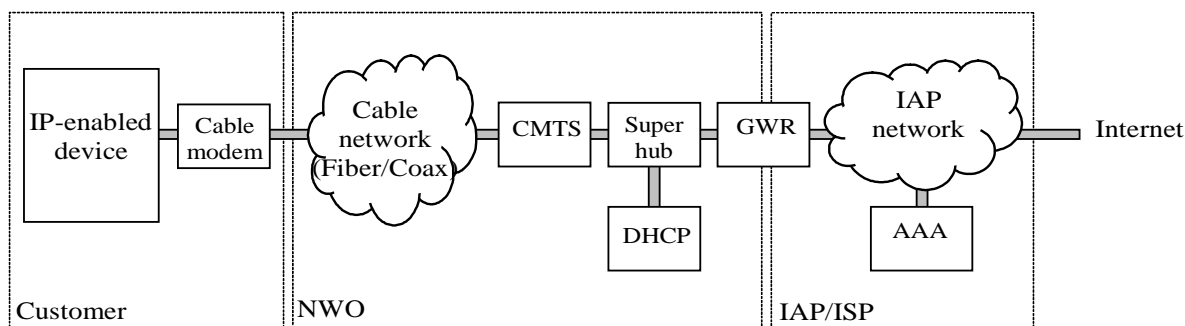 IP-enabled
device
Cable
modem
Cable
network
(Fiber/Coax)
CMTS
Super
hub
DHCP
GWR
IAP
network
AAA
Internet
Customer
NWO
IAP/ISP